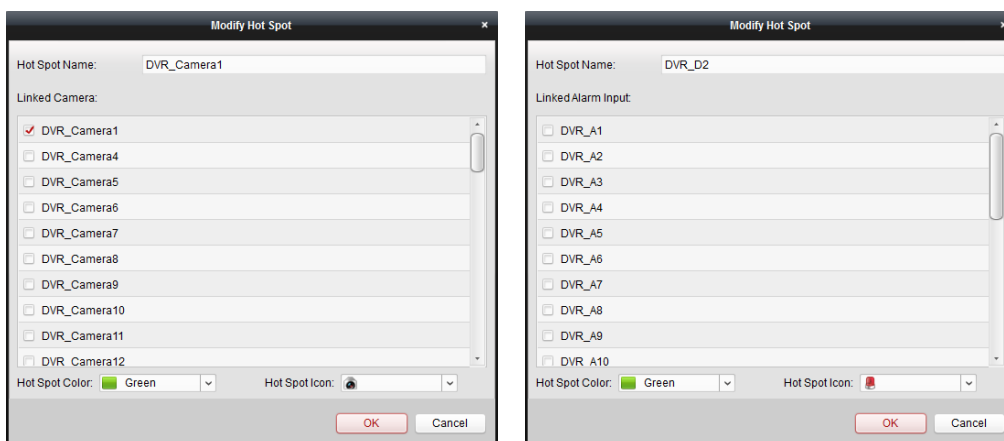 Modify Hot Spot ×
Hot Spot Name: DVR_Camera1
Linked Camera:
DVR_Camera1
DVR_Camera4
DVR_Camera5
DVR_Camera6
DVR_Camera7
DVR_Camera8
DVR_Camera9
DVR_Camera10
DVR_Camera11
DVR_Camera12
Hot Spot Color: Green Hot Spot Icon:
OK Cancel
Modify Hot Spot ×
Hot Spot Name: DVR_D2
Linked Alarm Input:
DVR_A1
DVR_A2
DVR_A3
DVR_A4
DVR_A5
DVR_A6
DVR_A7
DVR_A8
DVR_A9
DVR_A10
Hot Spot Color: Green Hot Spot Icon:
OK Cancel